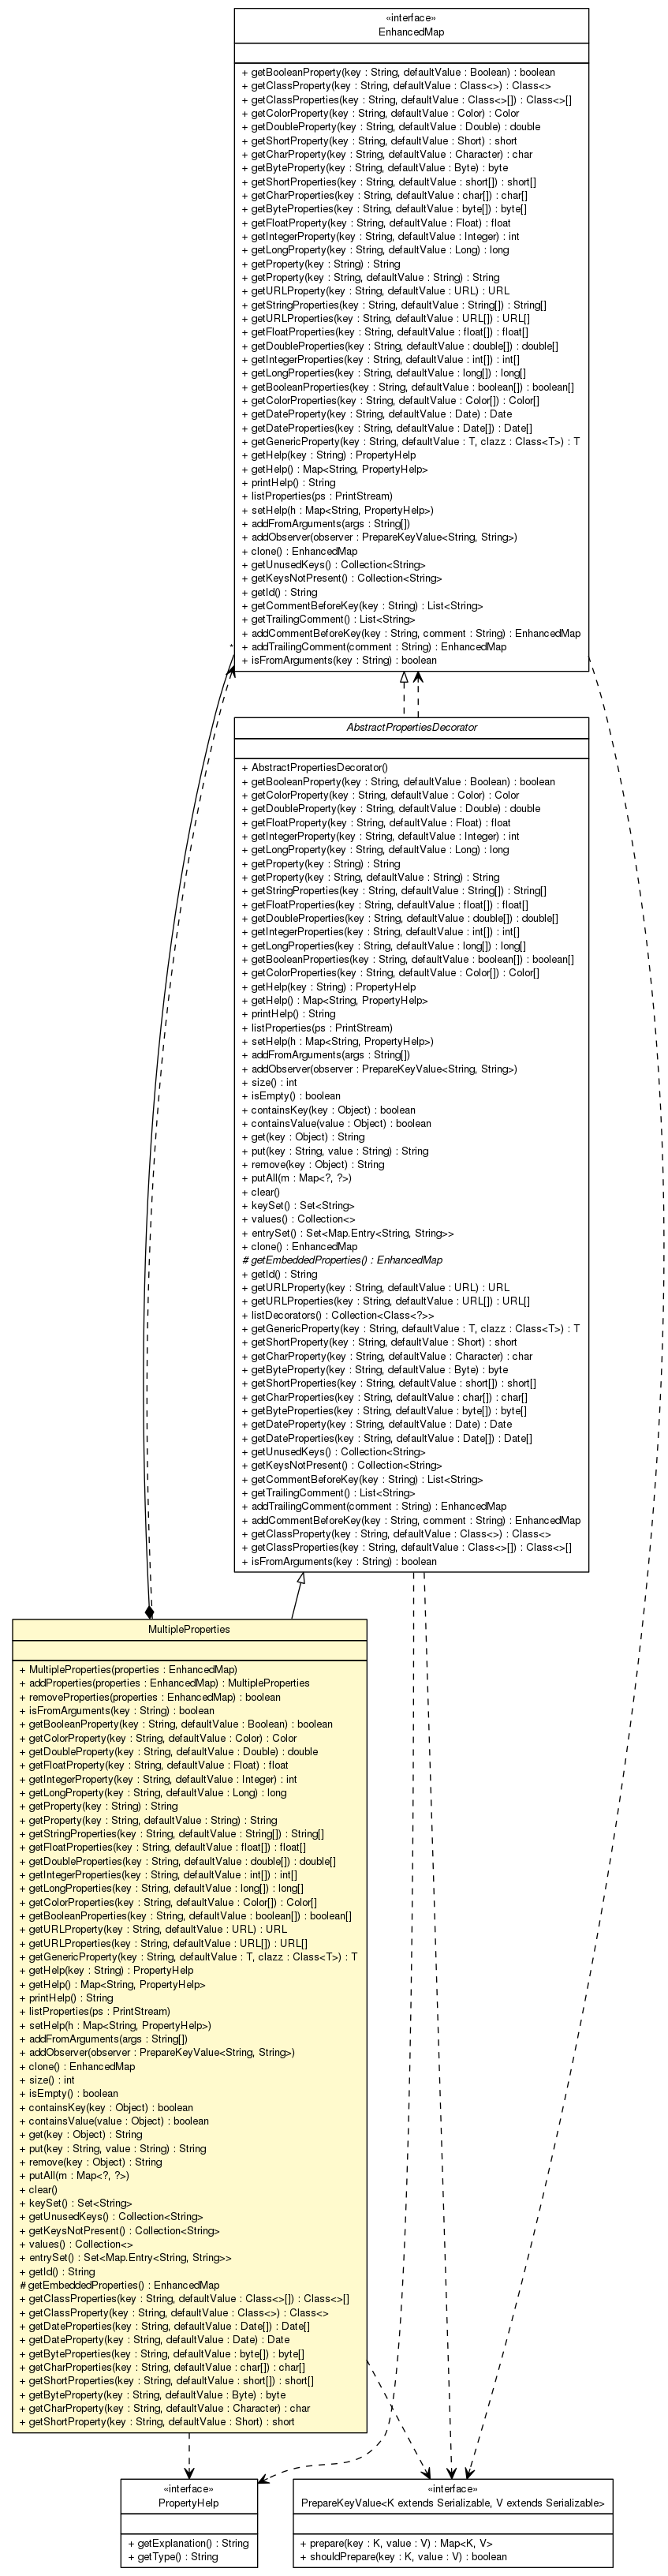 «interface»
EnhancedMap
+ getBooleanProperty(key : String, defaultValue : Boolean) : boolean
+ getClassProperty(key : String, defaultValue : Class<>) : Class<>
+ getClassProperties(key : String, defaultValue : Class<>[]) : Class<>[]
+ getColorProperty(key : String, defaultValue : Color) : Color
+ getDoubleProperty(key : String, defaultValue : Double) : double
+ getShortProperty(key : String, defaultValue : Short) : short
+ getCharProperty(key : String, defaultValue : Character) : char
+ getByteProperty(key : String, defaultValue : Byte) : byte
+ getShortProperties(key : String, defaultValue : short[]) : short[]
+ getCharProperties(key : String, defaultValue : char[]) : char[]
+ getByteProperties(key : String, defaultValue : byte[]) : byte[]
+ getFloatProperty(key : String, defaultValue : Float) : float
+ getIntegerProperty(key : String, defaultValue : Integer) : int
+ getLongProperty(key : String, defaultValue : Long) : long
+ getProperty(key : String) : String
+ getProperty(key : String, defaultValue : String) : String
+ getURLProperty(key : String, defaultValue : URL) : URL
+ getStringProperties(key : String, defaultValue : String[]) : String[]
+ getURLProperties(key : String, defaultValue : URL[]) : URL[]
+ getFloatProperties(key : String, defaultValue : float[]) : float[]
+ getDoubleProperties(key : String, defaultValue : double[]) : double[]
+ getIntegerProperties(key : String, defaultValue : int[]) : int[]
+ getLongProperties(key : String, defaultValue : long[]) : long[]
+ getBooleanProperties(key : String, defaultValue : boolean[]) : boolean[]
+ getColorProperties(key : String, defaultValue : Color[]) : Color[]
+ getDateProperty(key : String, defaultValue : Date) : Date
+ getDateProperties(key : String, defaultValue : Date[]) : Date[]
+ getGenericProperty(key : String, defaultValue : T, clazz : Class<T>) : T
+ getHelp(key : String) : PropertyHelp
+ getHelp() : Map<String, PropertyHelp>
+ printHelp() : String
+ listProperties(ps : PrintStream)
+ setHelp(h : Map<String, PropertyHelp>)
+ addFromArguments(args : String[])
+ addObserver(observer : PrepareKeyValue<String, String>)
+ clone() : EnhancedMap
+ getUnusedKeys() : Collection<String>
+ getKeysNotPresent() : Collection<String>
+ getId() : String
+ getCommentBeforeKey(key : String) : List<String>
+ getTrailingComment() : List<String>
+ addCommentBeforeKey(key : String, comment : String) : EnhancedMap
+ addTrailingComment(comment : String) : EnhancedMap
+ isFromArguments(key : String) : boolean
*
AbstractPropertiesDecorator
+ AbstractPropertiesDecorator()
+ getBooleanProperty(key : String, defaultValue : Boolean) : boolean
+ getColorProperty(key : String, defaultValue : Color) : Color
+ getDoubleProperty(key : String, defaultValue : Double) : double
+ getFloatProperty(key : String, defaultValue : Float) : float
+ getIntegerProperty(key : String, defaultValue : Integer) : int
+ getLongProperty(key : String, defaultValue : Long) : long
+ getProperty(key : String) : String
+ getProperty(key : String, defaultValue : String) : String
+ getStringProperties(key : String, defaultValue : String[]) : String[]
+ getFloatProperties(key : String, defaultValue : float[]) : float[]
+ getDoubleProperties(key : String, defaultValue : double[]) : double[]
+ getIntegerProperties(key : String, defaultValue : int[]) : int[]
+ getLongProperties(key : String, defaultValue : long[]) : long[]
+ getBooleanProperties(key : String, defaultValue : boolean[]) : boolean[]
+ getColorProperties(key : String, defaultValue : Color[]) : Color[]
+ getHelp(key : String) : PropertyHelp
+ getHelp() : Map<String, PropertyHelp>
+ printHelp() : String
+ listProperties(ps : PrintStream)
+ setHelp(h : Map<String, PropertyHelp>)
+ addFromArguments(args : String[])
+ addObserver(observer : PrepareKeyValue<String, String>)
+ size() : int
+ isEmpty() : boolean
+ containsKey(key : Object) : boolean
+ containsValue(value : Object) : boolean
+ get(key : Object) : String
+ put(key : String, value : String) : String
+ remove(key : Object) : String
+ putAll(m : Map<?, ?>)
+ clear()
+ keySet() : Set<String>
+ values() : Collection<>
+ entrySet() : Set<Map.Entry<String, String>>
+ clone() : EnhancedMap
# getEmbeddedProperties() : EnhancedMap
+ getId() : String
+ getURLProperty(key : String, defaultValue : URL) : URL
+ getURLProperties(key : String, defaultValue : URL[]) : URL[]
+ listDecorators() : Collection<Class<?>>
+ getGenericProperty(key : String, defaultValue : T, clazz : Class<T>) : T
+ getShortProperty(key : String, defaultValue : Short) : short
+ getCharProperty(key : String, defaultValue : Character) : char
+ getByteProperty(key : String, defaultValue : Byte) : byte
+ getShortProperties(key : String, defaultValue : short[]) : short[]
+ getCharProperties(key : String, defaultValue : char[]) : char[]
+ getByteProperties(key : String, defaultValue : byte[]) : byte[]
+ getDateProperty(key : String, defaultValue : Date) : Date
+ getDateProperties(key : String, defaultValue : Date[]) : Date[]
+ getUnusedKeys() : Collection<String>
+ getKeysNotPresent() : Collection<String>
+ getCommentBeforeKey(key : String) : List<String>
+ getTrailingComment() : List<String>
+ addTrailingComment(comment : String) : EnhancedMap
+ addCommentBeforeKey(key : String, comment : String) : EnhancedMap
+ getClassProperty(key : String, defaultValue : Class<>) : Class<>
+ getClassProperties(key : String, defaultValue : Class<>[]) : Class<>[]
+ isFromArguments(key : String) : boolean
MultipleProperties
+ MultipleProperties(properties : EnhancedMap)
+ addProperties(properties : EnhancedMap) : MultipleProperties
+ removeProperties(properties : EnhancedMap) : boolean
+ isFromArguments(key : String) : boolean
+ getBooleanProperty(key : String, defaultValue : Boolean) : boolean
+ getColorProperty(key : String, defaultValue : Color) : Color
+ getDoubleProperty(key : String, defaultValue : Double) : double
+ getFloatProperty(key : String, defaultValue : Float) : float
+ getIntegerProperty(key : String, defaultValue : Integer) : int
+ getLongProperty(key : String, defaultValue : Long) : long
+ getProperty(key : String) : String
+ getProperty(key : String, defaultValue : String) : String
+ getStringProperties(key : String, defaultValue : String[]) : String[]
+ getFloatProperties(key : String, defaultValue : float[]) : float[]
+ getDoubleProperties(key : String, defaultValue : double[]) : double[]
+ getIntegerProperties(key : String, defaultValue : int[]) : int[]
+ getLongProperties(key : String, defaultValue : long[]) : long[]
+ getColorProperties(key : String, defaultValue : Color[]) : Color[]
+ getBooleanProperties(key : String, defaultValue : boolean[]) : boolean[]
+ getURLProperty(key : String, defaultValue : URL) : URL
+ getURLProperties(key : String, defaultValue : URL[]) : URL[]
+ getGenericProperty(key : String, defaultValue : T, clazz : Class<T>) : T
+ getHelp(key : String) : PropertyHelp
+ getHelp() : Map<String, PropertyHelp>
+ printHelp() : String
+ listProperties(ps : PrintStream)
+ setHelp(h : Map<String, PropertyHelp>)
+ addFromArguments(args : String[])
+ addObserver(observer : PrepareKeyValue<String, String>)
+ clone() : EnhancedMap
+ size() : int
+ isEmpty() : boolean
+ containsKey(key : Object) : boolean
+ containsValue(value : Object) : boolean
+ get(key : Object) : String
+ put(key : String, value : String) : String
+ remove(key : Object) : String
+ putAll(m : Map<?, ?>)
+ clear()
+ keySet() : Set<String>
+ getUnusedKeys() : Collection<String>
+ getKeysNotPresent() : Collection<String>
+ values() : Collection<>
+ entrySet() : Set<Map.Entry<String, String>>
+ getId() : String
# getEmbeddedProperties() : EnhancedMap
+ getClassProperties(key : String, defaultValue : Class<>[]) : Class<>[]
+ getClassProperty(key : String, defaultValue : Class<>) : Class<>
+ getDateProperties(key : String, defaultValue : Date[]) : Date[]
+ getDateProperty(key : String, defaultValue : Date) : Date
+ getByteProperties(key : String, defaultValue : byte[]) : byte[]
+ getCharProperties(key : String, defaultValue : char[]) : char[]
+ getShortProperties(key : String, defaultValue : short[]) : short[]
+ getByteProperty(key : String, defaultValue : Byte) : byte
+ getCharProperty(key : String, defaultValue : Character) : char
+ getShortProperty(key : String, defaultValue : Short) : short
«interface»
PropertyHelp
+ getExplanation() : String
+ getType() : String
«interface»
PrepareKeyValue<K extends Serializable, V extends Serializable>
+ prepare(key : K, value : V) : Map<K, V>
+ shouldPrepare(key : K, value : V) : boolean